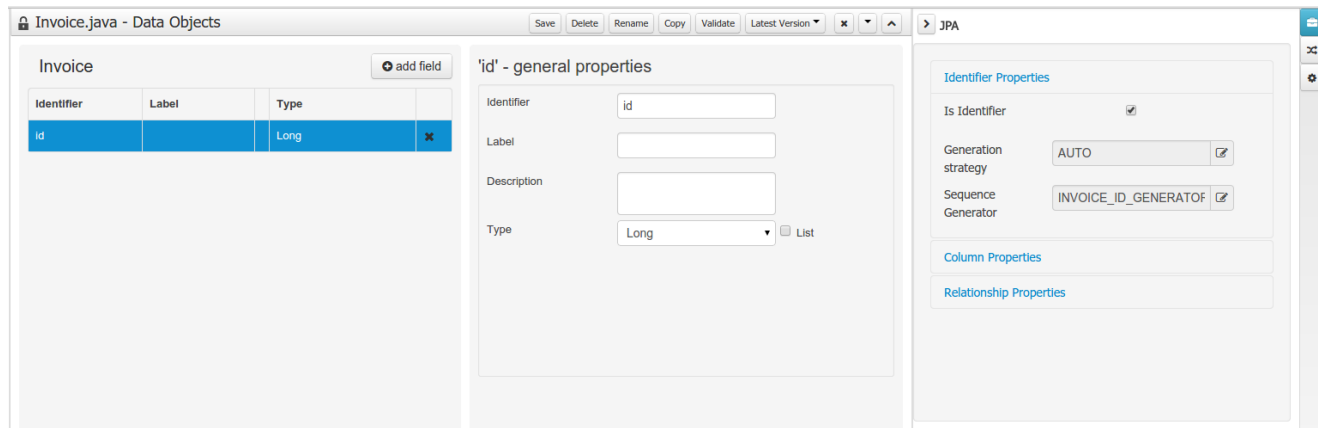 Invoice.java - Data Objects
Save Delete Rename Copy Validate Latest Version
JPA
Invoice
add field
Identifier Label Type
id Long
'id' - general properties
Identifier id
Label
Description
Type Long List
Identifier Properties
Is Identifier
Generation strategy AUTO
Sequence Generator INVOICE_ID_GENERATOR
Column Properties
Relationship Properties